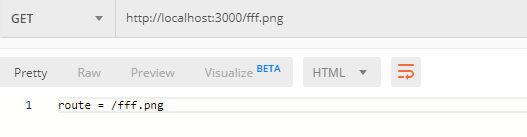 GET http://localhost:3000/fff.png
Pretty Raw Preview Visualize BETA HTML
1 route = /fff.png